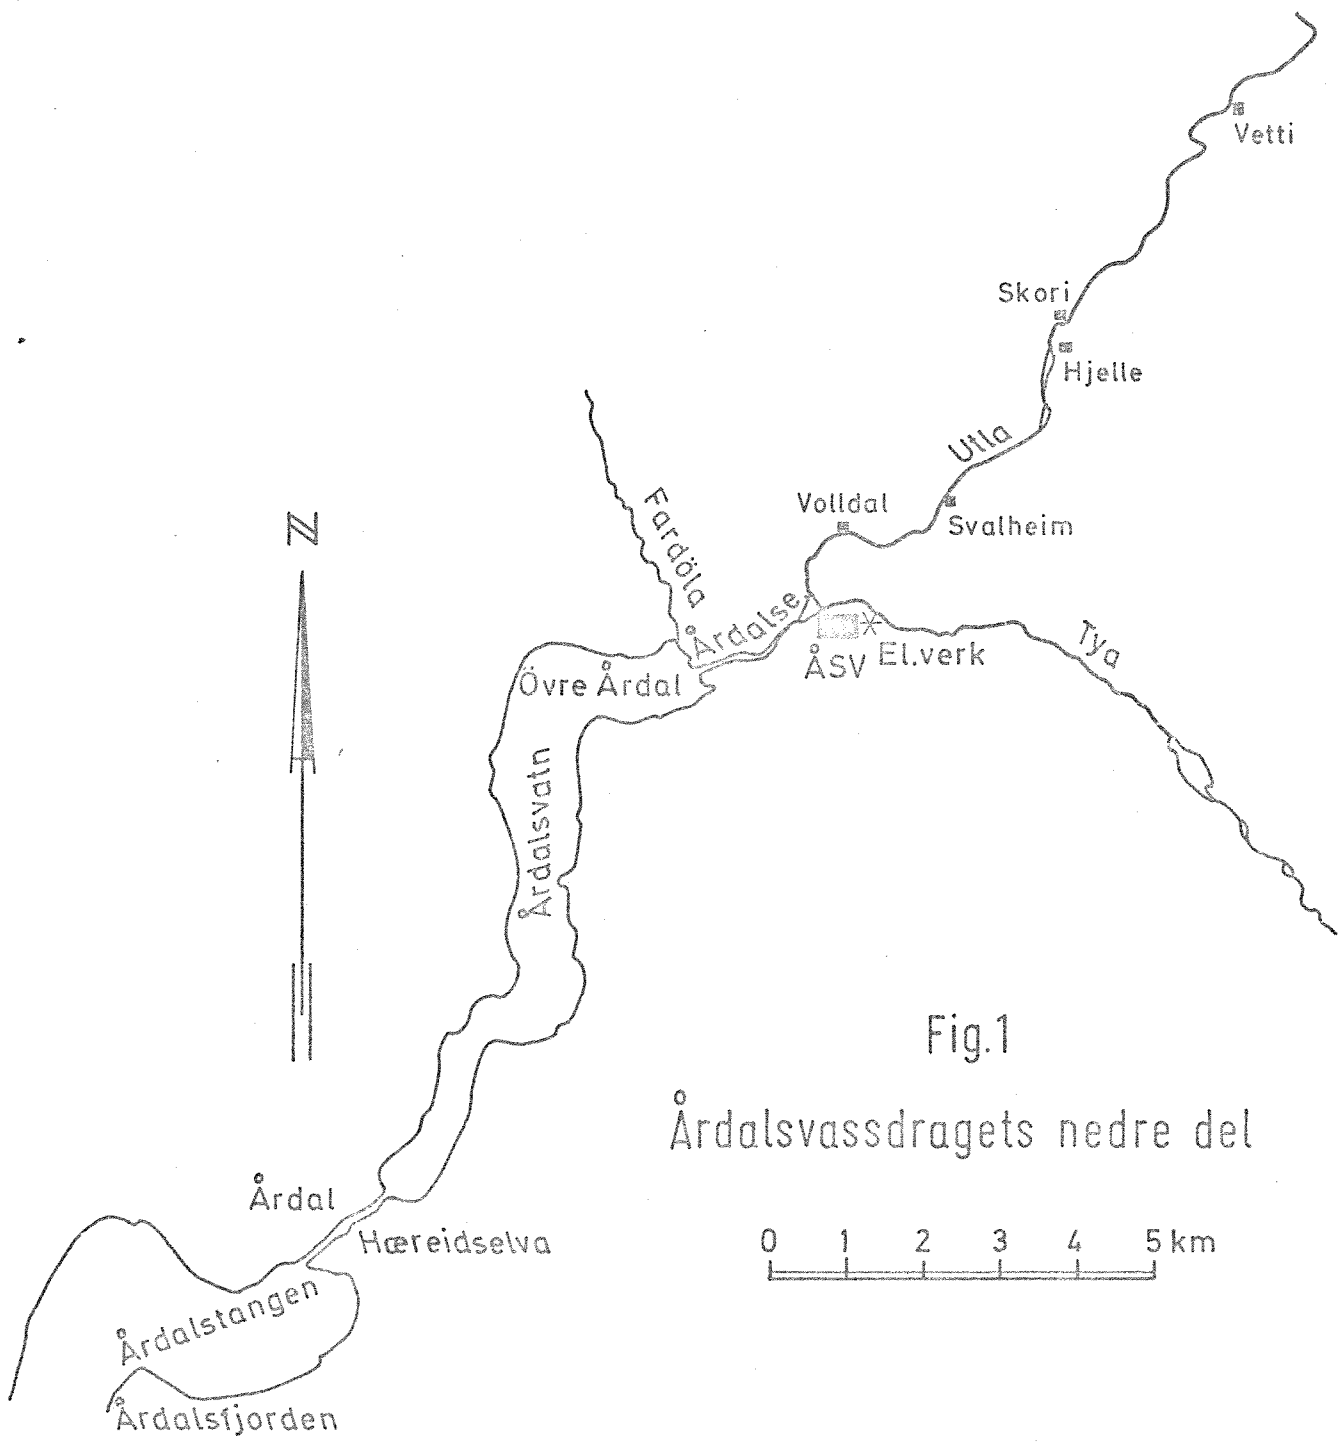 Vetti
Skori
Hjelle
Utla
Volldal
Svalheim
Fardöla
N
Årdalse
Tya
ÅSV
El.verk
Övre Årdal
Årdalsvatn
Fig.1
Årdalsvassdragets nedre del
Årdal
Hæreidselva
0 1 2 3 4 5 km
Årdalstangen
Årdalsfjorden